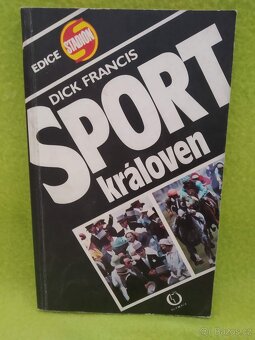 EDICE
STADION
DICK FRANCIS
SPORT
královen